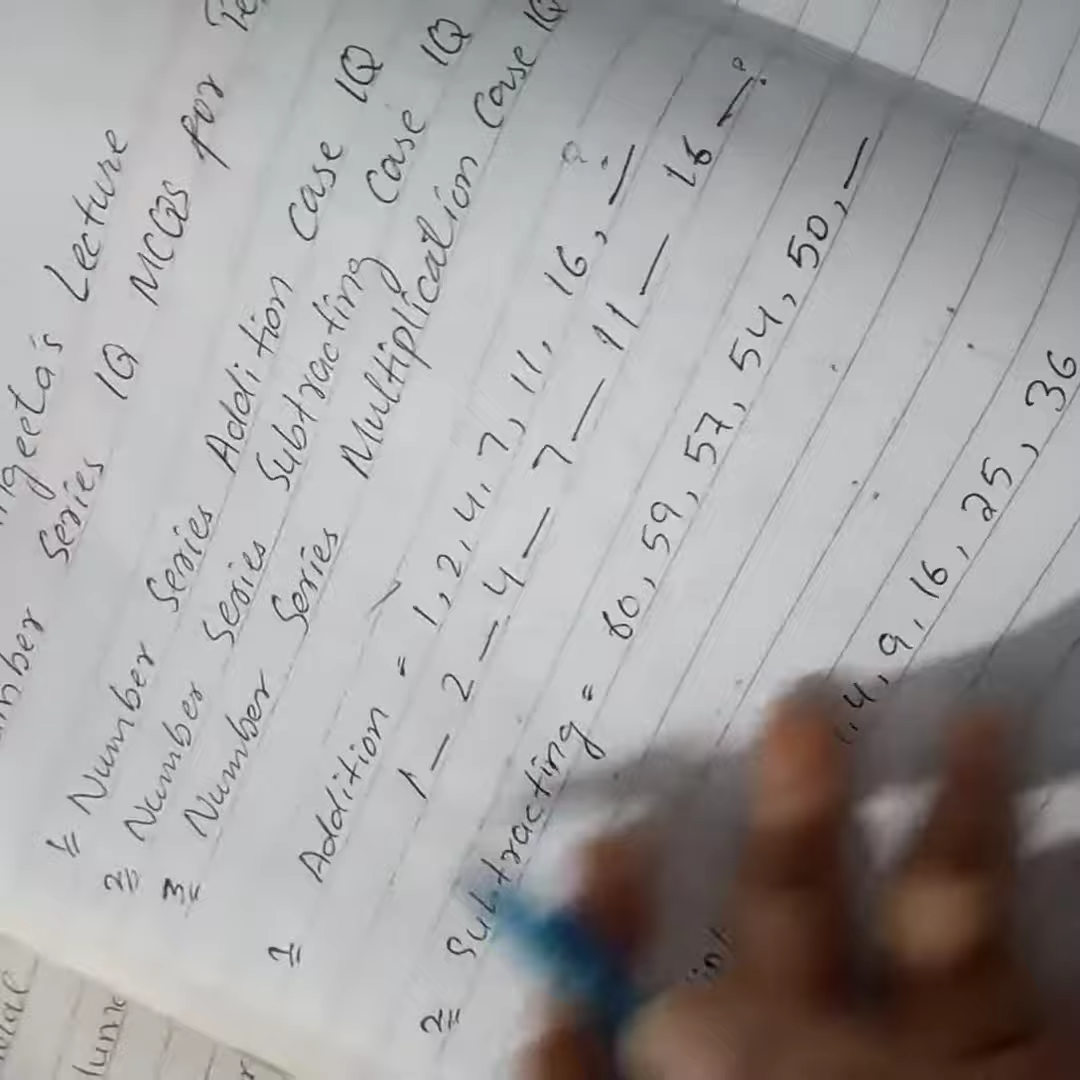 Lecture
Series IQ MCQS for
1 Number Series Addition Case IQ
2 Number Series Subtracting Case IQ
3 Number Series Multiplication Case IQ
1 Addition = 1, 2, 4, 7, 11, 16, —?
1 — 2 — 4 — 7 — 11 — 16 —?
2 Subtracting = 60, 59, 57, 54, 50, —
1, 4, 9, 16, 25, 36